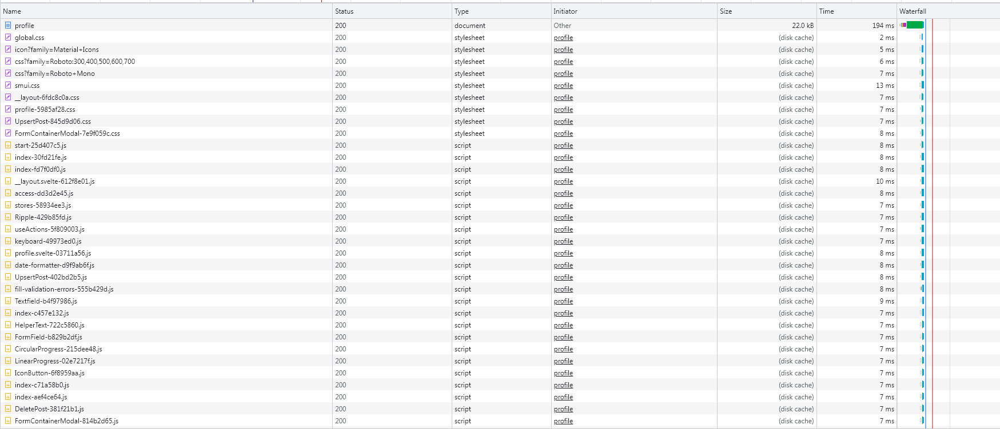 Name Status Type Initiator Size Time Waterfall
profile 200 document Other 22.0 kB 194 ms
global.css 200 stylesheet profile (disk cache) 2 ms
icon?family=Material+Icons 200 stylesheet profile (disk cache) 5 ms
css?family=Roboto:300,400,500,600,700 200 stylesheet profile (disk cache) 6 ms
css?family=Roboto+Mono 200 stylesheet profile (disk cache) 7 ms
smui.css 200 stylesheet profile (disk cache) 13 ms
__layout-6fdc8c0a.css 200 stylesheet profile (disk cache) 7 ms
profile-5985af28.css 200 stylesheet profile (disk cache) 7 ms
UpsertPost-845d9d06.css 200 stylesheet profile (disk cache) 7 ms
FormContainerModal-7e9f059c.css 200 stylesheet profile (disk cache) 8 ms
start-25d407c5.js 200 script profile (disk cache) 8 ms
index-30fd21fe.js 200 script profile (disk cache) 8 ms
index-fd7f0df0.js 200 script profile (disk cache) 8 ms
__layout.svelte-612f8e01.js 200 script profile (disk cache) 10 ms
access-dd3d2e45.js 200 script profile (disk cache) 8 ms
stores-58934ee3.js 200 script profile (disk cache) 7 ms
Ripple-429b85fd.js 200 script profile (disk cache) 7 ms
useActions-5f809003.js 200 script profile (disk cache) 7 ms
keyboard-49973ed0.js 200 script profile (disk cache) 7 ms
profile.svelte-03711a56.js 200 script profile (disk cache) 8 ms
date-formatter-d9f9ab6f.js 200 script profile (disk cache) 8 ms
UpsertPost-402bd2b5.js 200 script profile (disk cache) 8 ms
fill-validation-errors-555b429d.js 200 script profile (disk cache) 8 ms
Textfield-b4f97986.js 200 script profile (disk cache) 9 ms
index-c457e132.js 200 script profile (disk cache) 7 ms
HelperText-722c5860.js 200 script profile (disk cache) 7 ms
FormField-b829b2df.js 200 script profile (disk cache) 7 ms
CircularProgress-215dee48.js 200 script profile (disk cache) 7 ms
LinearProgress-02e7217f.js 200 script profile (disk cache) 7 ms
IconButton-6f8959aa.js 200 script profile (disk cache) 7 ms
index-c71a58b0.js 200 script profile (disk cache) 7 ms
index-aef4ce64.js 200 script profile (disk cache) 7 ms
DeletePost-381f21b1.js 200 script profile (disk cache) 7 ms
FormContainerModal-814b2d65.js 200 script profile (disk cache) 7 ms